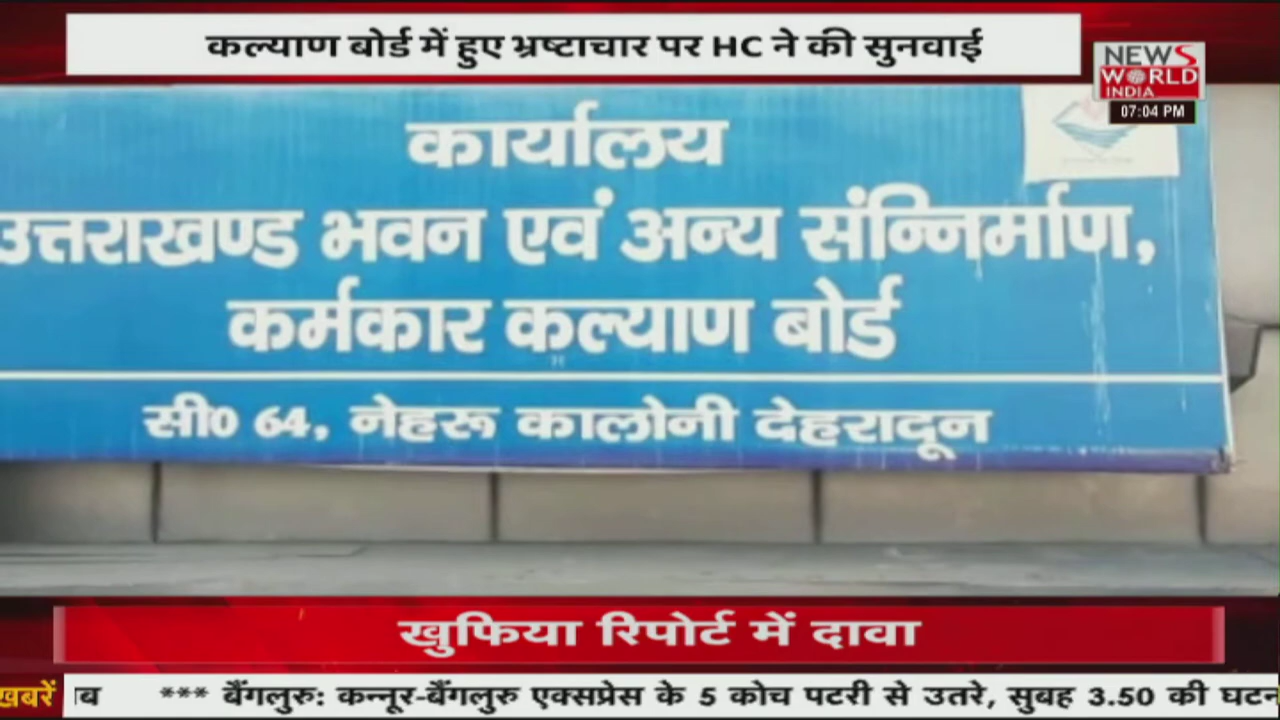 कल्याण बोर्ड में हुए भ्रष्टाचार पर HC ने की सुनवाई
NEWS
WORLD
INDIA
07:04 PM
कार्यालय
उत्तराखण्ड भवन एवं अन्य संन्निर्माण,
कर्मकार कल्याण बोर्ड
सी0 64, नेहरू कालोनी देहरादून
खुफिया रिपोर्ट में दावा
खबरें *** बैंगलुरु: कन्नूर-बैंगलुरु एक्सप्रेस के 5 कोच पटरी से उतरे, सुबह 3.50 की